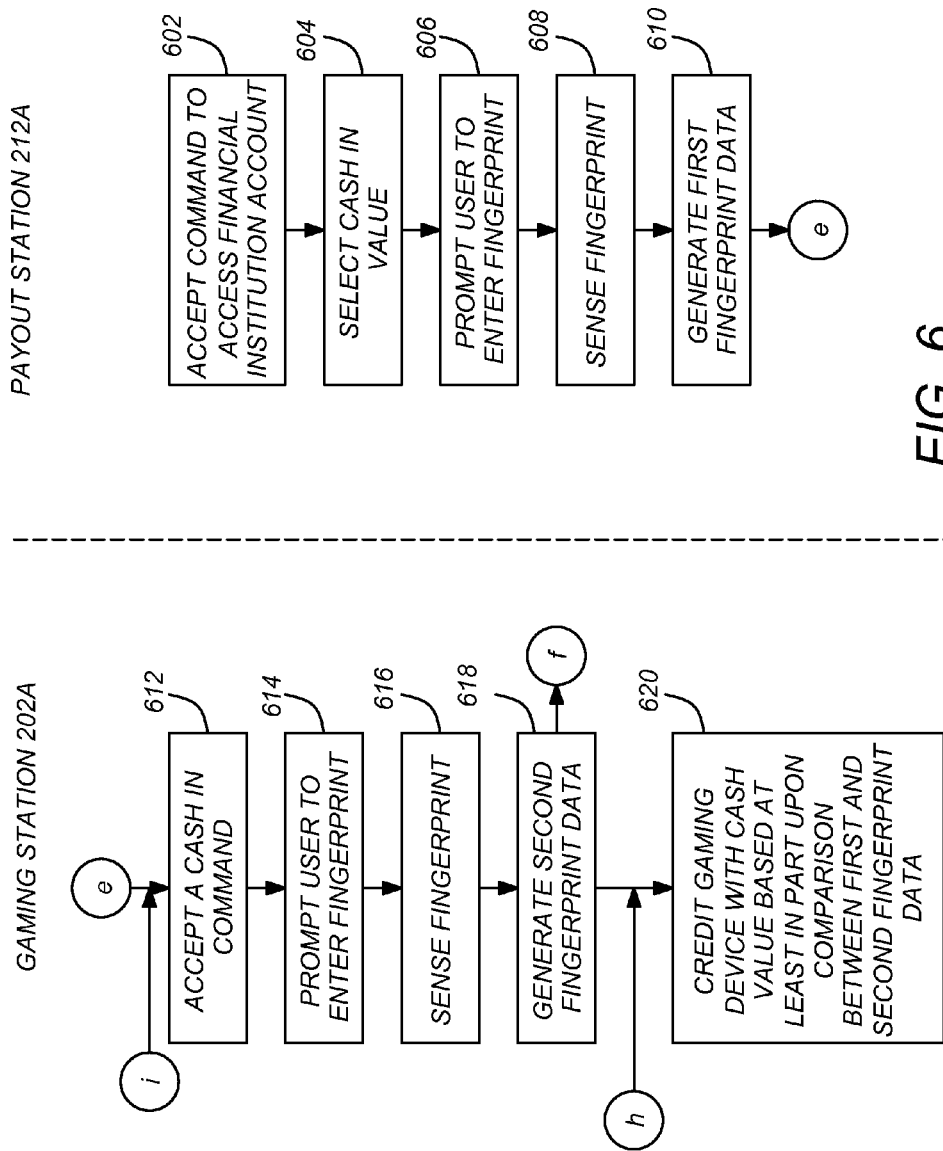 GAMING STATION 202A
e
i
612
ACCEPT A CASH IN
COMMAND
614
PROMPT USER TO
ENTER FINGERPRINT
616
SENSE FINGERPRINT
618
GENERATE SECOND
FINGERPRINT DATA
f
h
620
CREDIT GAMING
DEVICE WITH CASH
VALUE BASED AT
LEAST IN PART UPON
COMPARISON
BETWEEN FIRST AND
SECOND FINGERPRINT
DATA
PAYOUT STATION 212A
602
ACCEPT COMMAND TO
ACCESS FINANCIAL
INSTITUTION ACCOUNT
604
SELECT CASH IN
VALUE
606
PROMPT USER TO
ENTER FINGERPRINT
608
SENSE FINGERPRINT
610
GENERATE FIRST
FINGERPRINT DATA
e
FIG. 6